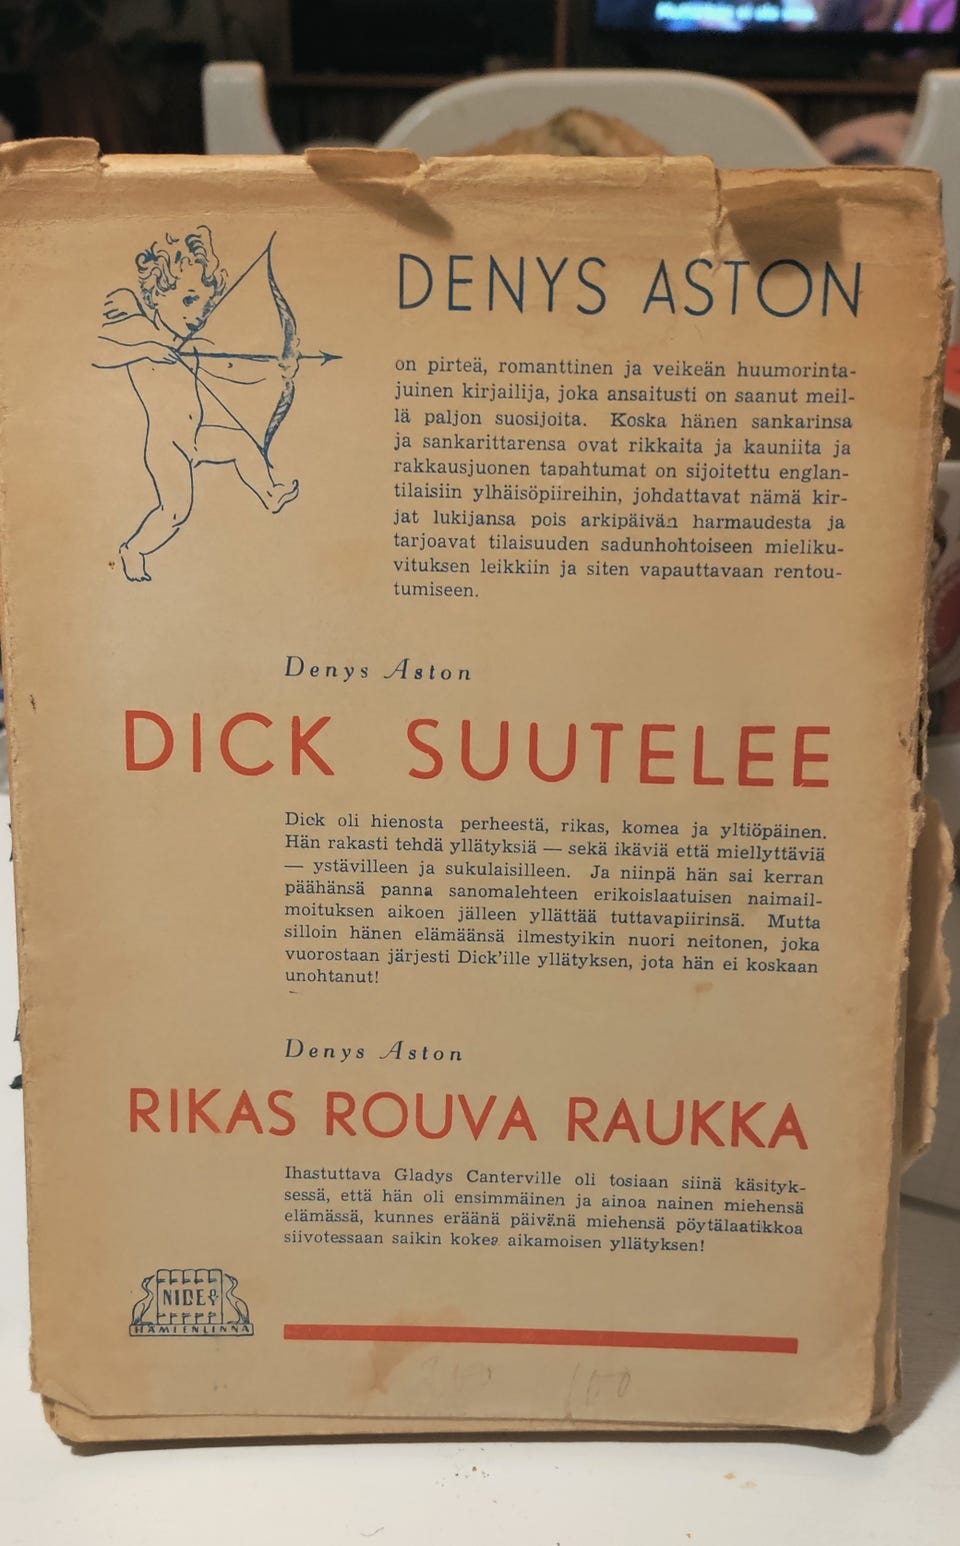 DENYS ASTON
on pirteä, romanttinen ja veikeän huumorinta-
juinen kirjailija, joka ansaitusti on saanut meil-
lä paljon suosijoita. Koska hänen sankarinsa
ja sankarittarensa ovat rikkaita ja kauniita ja
rakkausjuonen tapahtumat on sijoitettu englan-
tilaisiin ylhäisöpiireihin, johdattavat nämä kir-
jat lukijansa pois arkipäivän harmaudesta ja
tarjoavat tilaisuuden sadunhohtoiseen mieliku-
vituksen leikkiin ja siten vapauttavaan rentou-
tumiseen.
Denys Aston
DICK SUUTELEE
Dick oli hienosta perheestä, rikas, komea ja yltiöpäinen.
Hän rakasti tehdä yllätyksiä — sekä ikäviä että miellyttäviä
— ystävilleen ja sukulaisilleen. Ja niinpä hän sai kerran
päähänsä panna sanomalehteen erikoislaatuisen naimail-
moituksen aikoen jälleen yllättää tuttavapiirinsä. Mutta
silloin hänen elämäänsä ilmestyikin nuori neitonen, joka
vuorostaan järjesti Dick'ille yllätyksen, jota hän ei koskaan
unohtanut!
Denys Aston
RIKAS ROUVA RAUKKA
Ihastuttava Gladys Canterville oli tosiaan siinä käsityk-
sessä, että hän oli ensimmäinen ja ainoa nainen miehensä
elämässä, kunnes eräänä päivänä miehensä pöytälaatikkoa
siivotessaan saikin kokea aikamoisen yllätyksen!
HÄMEENLINNA
100